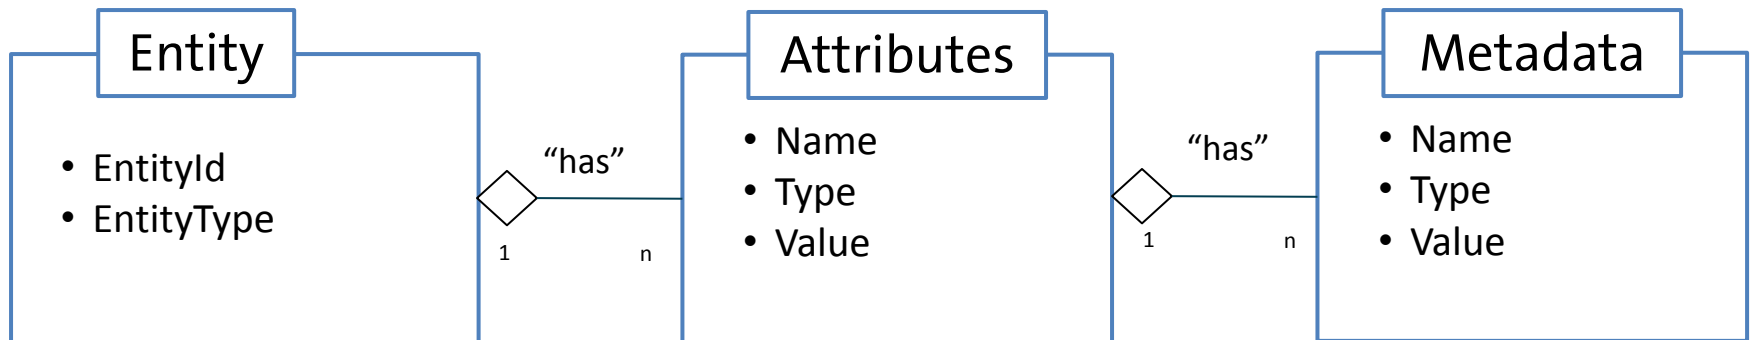 Entity
• EntityId
• EntityType
“has”
1
n
Attributes
• Name
• Type
• Value
“has”
1
n
Metadata
• Name
• Type
• Value